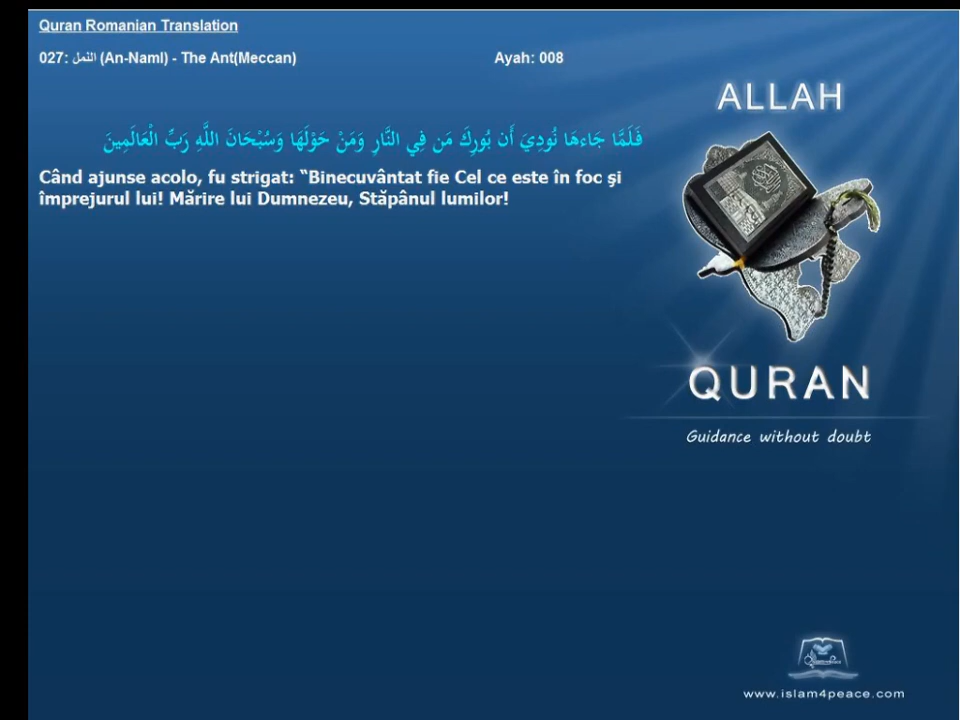 Quran Romanian Translation
027: النمل (An-Naml) - The Ant(Meccan) Ayah: 008
ALLAH
فَلَمَّا جَاءهَا نُودِيَ أَن بُورِكَ مَن فِي النَّارِ وَمَنْ حَوْلَهَا وَسُبْحَانَ اللَّهِ رَبِّ الْعَالَمِينَ
Când ajunse acolo, fu strigat: “Binecuvântat fie Cel ce este în foc şi
împrejurul lui! Mărire lui Dumnezeu, Stăpânul lumilor!
QURAN
Guidance without doubt
www.islam4peace.com